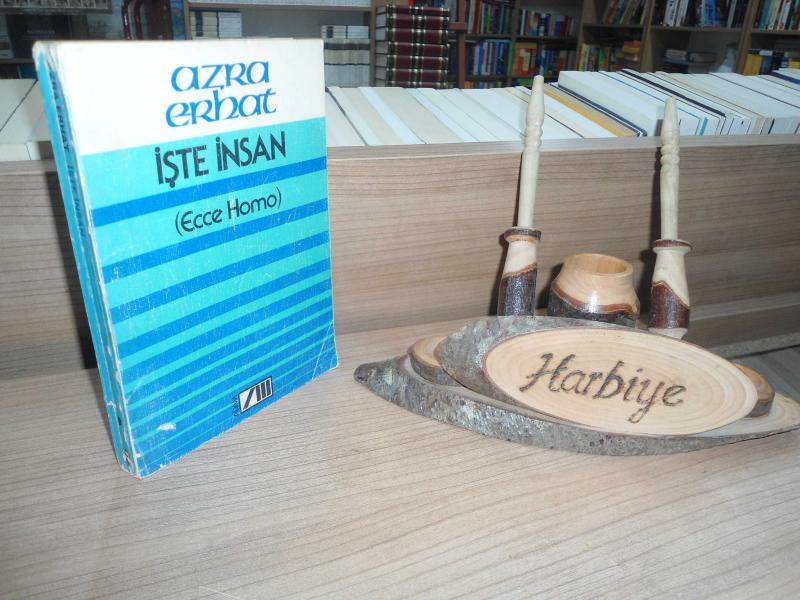 azra
erhat
İŞTE İNSAN
(Ecce Homo)
Harbiye